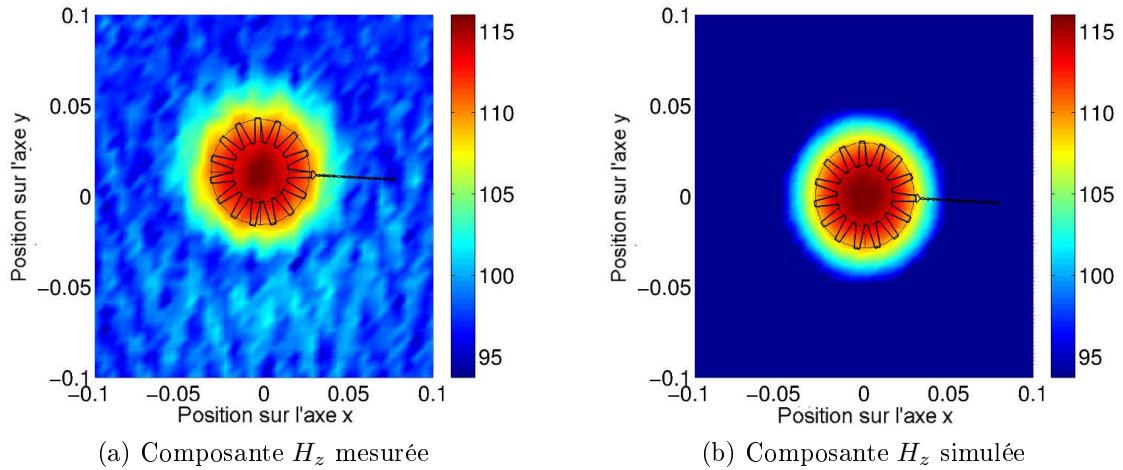 0.1
0.05
0
−0.05
−0.1
Position sur l'axe y
−0.1 −0.05 0 0.05 0.1
Position sur l'axe x
115
110
105
100
95
(a) Composante H_z mesurée
0.1
0.05
0
−0.05
−0.1
Position sur l'axe y
−0.1 −0.05 0 0.05 0.1
Position sur l'axe x
115
110
105
100
95
(b) Composante H_z simulée